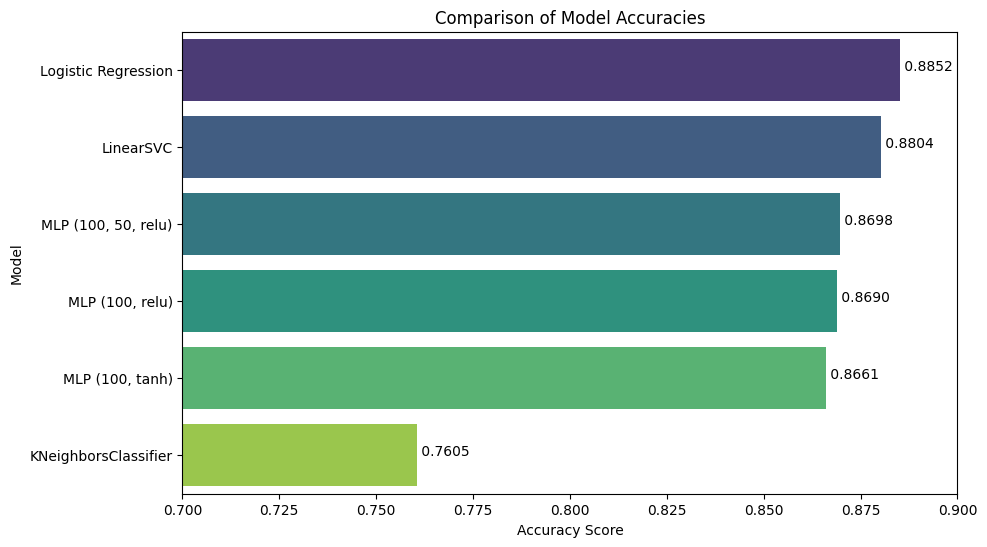 Comparison of Model Accuracies
Logistic Regression
0.8852
LinearSVC
0.8804
MLP (100, 50, relu)
0.8698
MLP (100, relu)
0.8690
MLP (100, tanh)
0.8661
KNeighborsClassifier
0.7605
Model
0.700 0.725 0.750 0.775 0.800 0.825 0.850 0.875 0.900
Accuracy Score